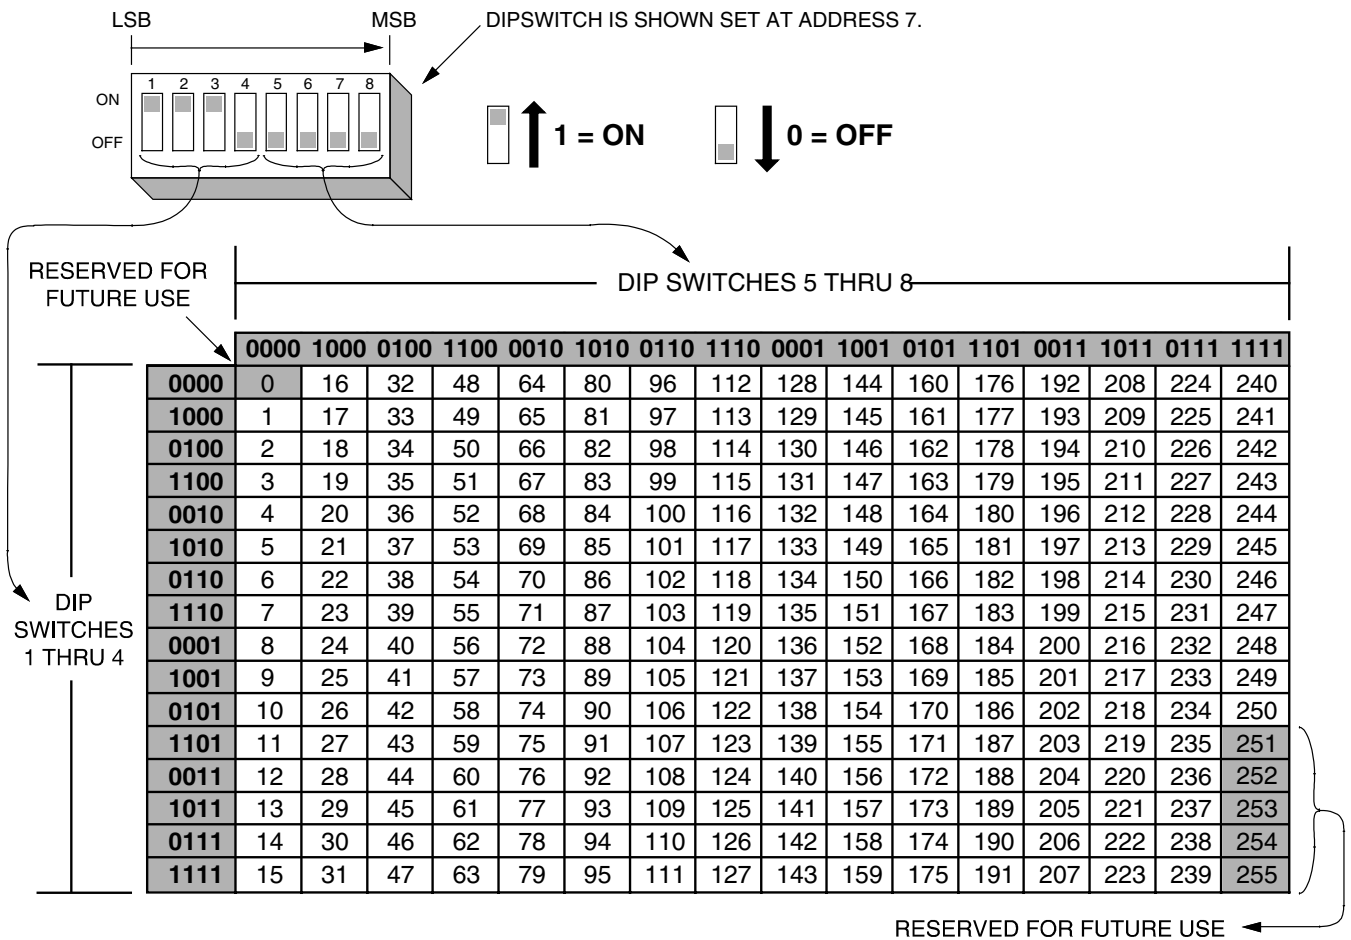 LSB MSB DIPSWITCH IS SHOWN SET AT ADDRESS 7.
1 2 3 4 5 6 7 8
ON
OFF
1 = ON 0 = OFF
RESERVED FOR
FUTURE USE
DIP SWITCHES 5 THRU 8
0000 1000 0100 1100 0010 1010 0110 1110 0001 1001 0101 1101 0011 1011 0111 1111
0000 0 16 32 48 64 80 96 112 128 144 160 176 192 208 224 240
1000 1 17 33 49 65 81 97 113 129 145 161 177 193 209 225 241
0100 2 18 34 50 66 82 98 114 130 146 162 178 194 210 226 242
1100 3 19 35 51 67 83 99 115 131 147 163 179 195 211 227 243
0010 4 20 36 52 68 84 100 116 132 148 164 180 196 212 228 244
1010 5 21 37 53 69 85 101 117 133 149 165 181 197 213 229 245
0110 6 22 38 54 70 86 102 118 134 150 166 182 198 214 230 246
1110 7 23 39 55 71 87 103 119 135 151 167 183 199 215 231 247
0001 8 24 40 56 72 88 104 120 136 152 168 184 200 216 232 248
1001 9 25 41 57 73 89 105 121 137 153 169 185 201 217 233 249
0101 10 26 42 58 74 90 106 122 138 154 170 186 202 218 234 250
1101 11 27 43 59 75 91 107 123 139 155 171 187 203 219 235 251
0011 12 28 44 60 76 92 108 124 140 156 172 188 204 220 236 252
1011 13 29 45 61 77 93 109 125 141 157 173 189 205 221 237 253
0111 14 30 46 62 78 94 110 126 142 158 174 190 206 222 238 254
1111 15 31 47 63 79 95 111 127 143 159 175 191 207 223 239 255
DIP
SWITCHES
1 THRU 4
RESERVED FOR FUTURE USE